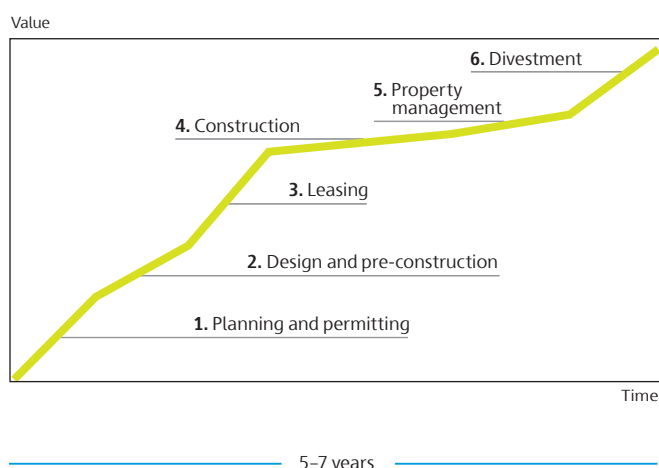 Value
6. Divestment
5. Property
management
4. Construction
3. Leasing
2. Design and pre-construction
1. Planning and permitting
Time
5–7 years